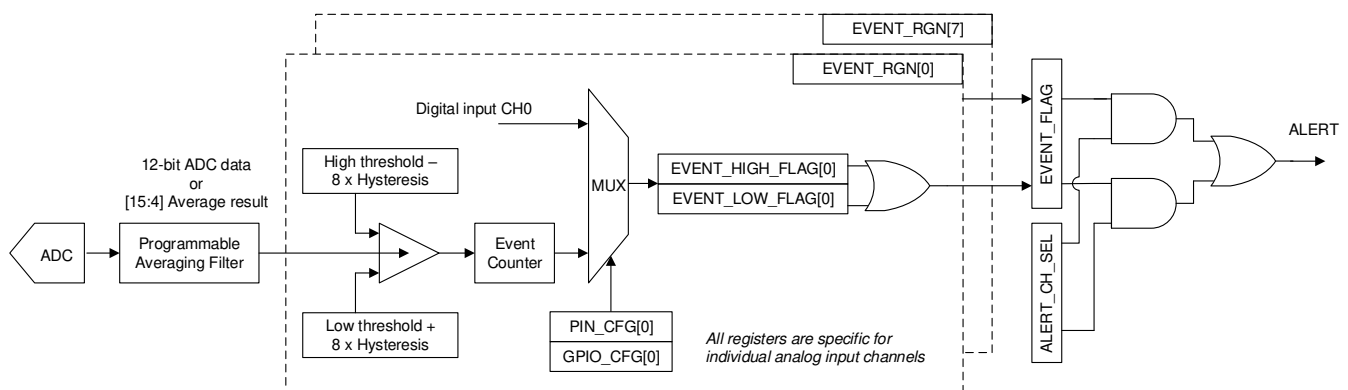 EVENT_RGN[7]
EVENT_RGN[0]
Digital input CH0
12-bit ADC data
or
[15:4] Average result
High threshold –
8 x Hysteresis
MUX
EVENT_HIGH_FLAG[0]
EVENT_LOW_FLAG[0]
EVENT_FLAG
ALERT
ADC
Programmable
Averaging Filter
Event
Counter
Low threshold +
8 x Hysteresis
PIN_CFG[0]
GPIO_CFG[0]
All registers are specific for
individual analog input channels
ALERT_CH_SEL